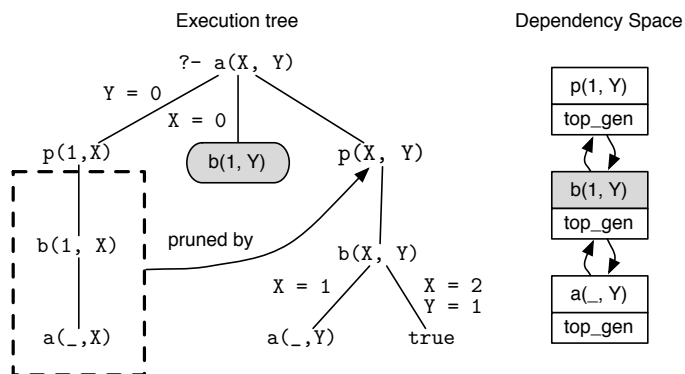 Execution tree
Dependency Space
?- a(X, Y)
Y = 0
X = 0
p(1,X)
b(1, Y)
p(X, Y)
b(1, X)
pruned by
b(X, Y)
X = 1
X = 2
Y = 1
a(_,X)
a(_,Y)
true
p(1, Y)
top_gen
b(1, Y)
top_gen
a(_, Y)
top_gen